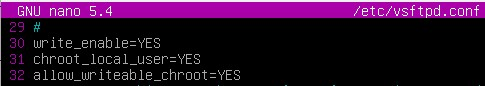 GNU nano 5.4 /etc/vsftpd.conf
29 #
30 write_enable=YES
31 chroot_local_user=YES
32 allow_writeable_chroot=YES